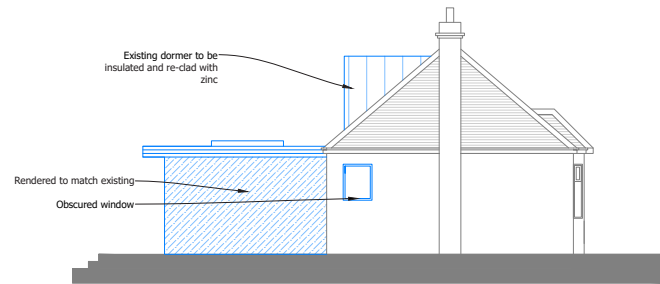 Existing dormer to be
insulated and re-clad with
zinc
Rendered to match existing
Obscured window